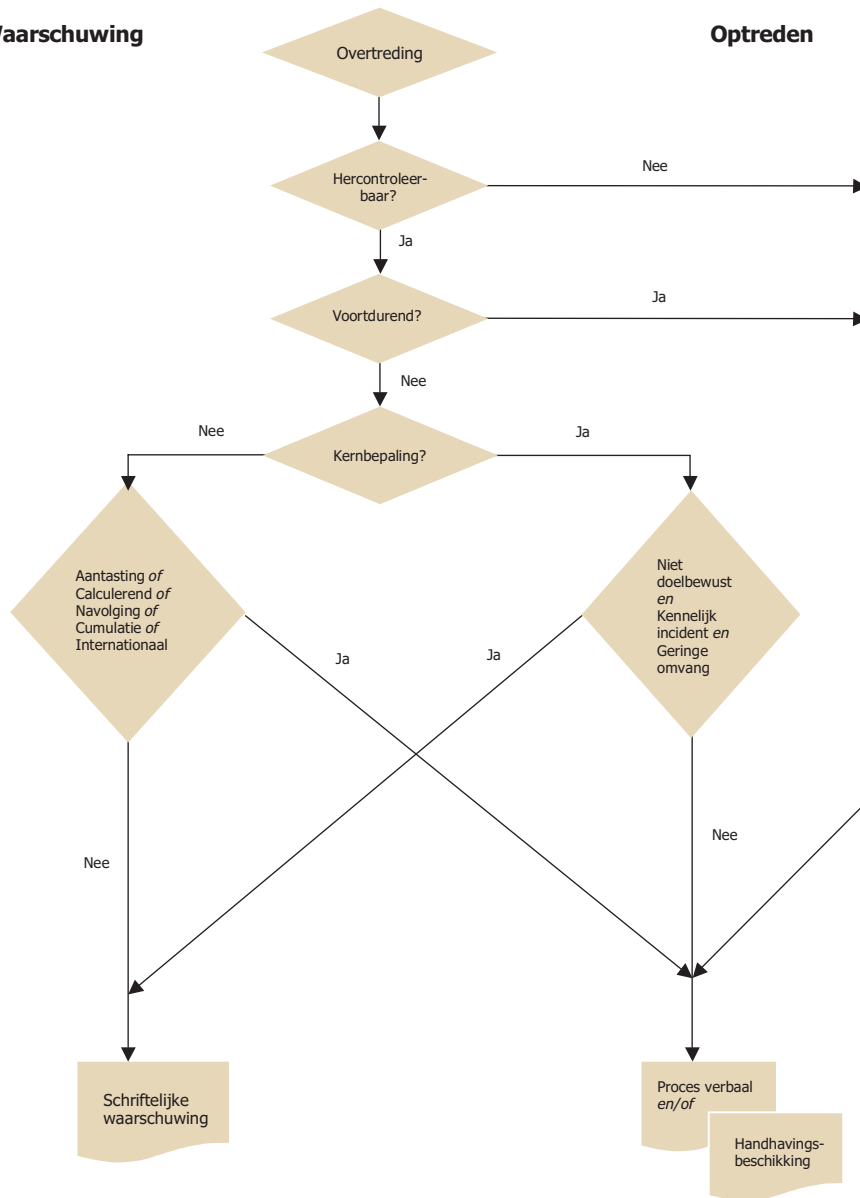 Waarschuwing
Optreden
Overtreding
Hercontroleer-
baar?
Nee
Ja
Voortdurend?
Ja
Nee
Kernbepaling?
Nee
Ja
Aantasting of
Calculerend of
Navolging of
Cumulatie of
Internationaal
Niet
doelbewust
en
Kennelijk
incident en
Geringe
omvang
Ja
Ja
Nee
Nee
Schriftelijke
waarschuwing
Proces verbaal
en/of
Handhavings-
beschikking